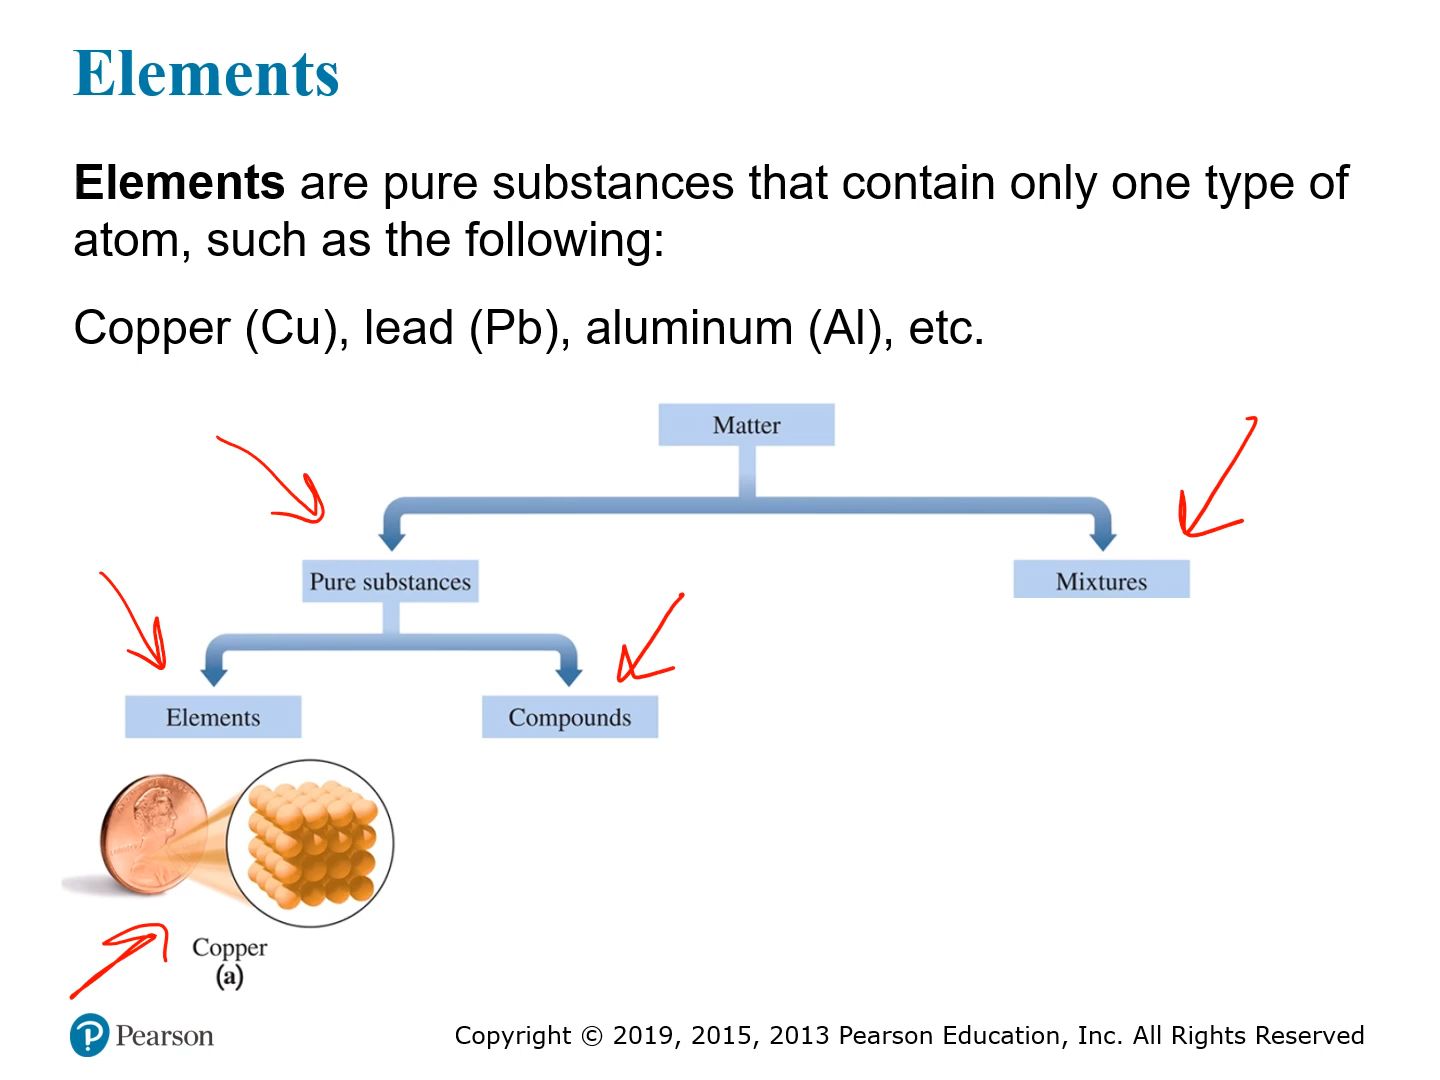 Elements
Elements are pure substances that contain only one type of
atom, such as the following:
Copper (Cu), lead (Pb), aluminum (Al), etc.
Matter
Pure substances
Mixtures
Elements
Compounds
Copper
(a)
Pearson
Copyright © 2019, 2015, 2013 Pearson Education, Inc. All Rights Reserved